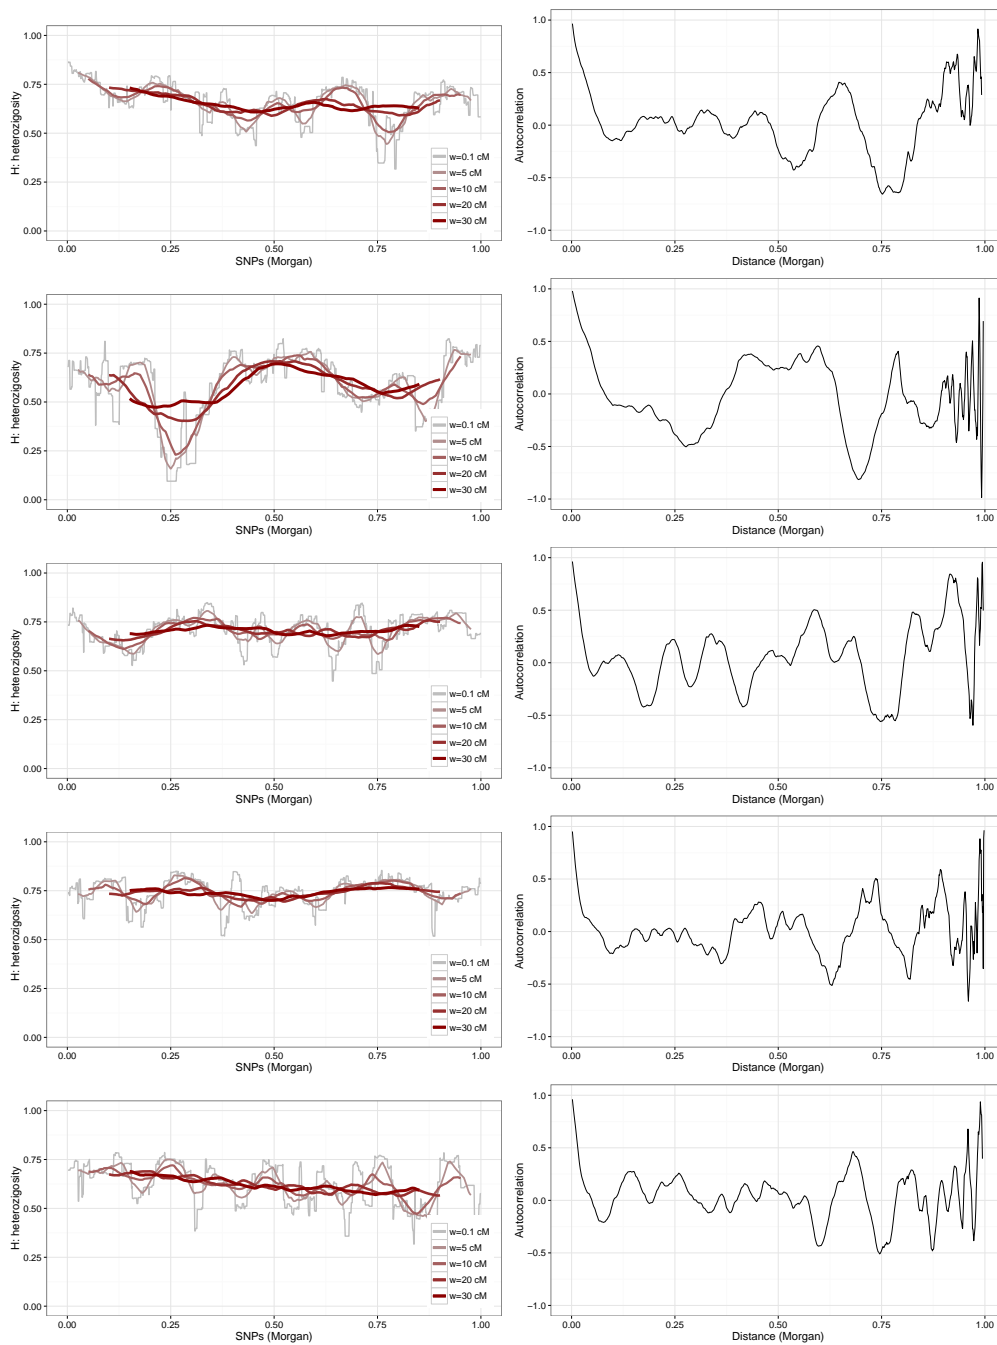 1.00
0.75
0.50
0.25
0.00
H: heterozigosity
w=0.1 cM
w=5 cM
w=10 cM
w=20 cM
w=30 cM
0.00 0.25 0.50 0.75 1.00
SNPs (Morgan)
1.0
0.5
0.0
−0.5
−1.0
Autocorrelation
0.00 0.25 0.50 0.75 1.00
Distance (Morgan)
1.00
0.75
0.50
0.25
0.00
H: heterozigosity
w=0.1 cM
w=5 cM
w=10 cM
w=20 cM
w=30 cM
0.00 0.25 0.50 0.75 1.00
SNPs (Morgan)
1.0
0.5
0.0
−0.5
−1.0
Autocorrelation
0.00 0.25 0.50 0.75 1.00
Distance (Morgan)
1.00
0.75
0.50
0.25
0.00
H: heterozigosity
w=0.1 cM
w=5 cM
w=10 cM
w=20 cM
w=30 cM
0.00 0.25 0.50 0.75 1.00
SNPs (Morgan)
1.0
0.5
0.0
−0.5
−1.0
Autocorrelation
0.00 0.25 0.50 0.75 1.00
Distance (Morgan)
1.00
0.75
0.50
0.25
0.00
H: heterozigosity
w=0.1 cM
w=5 cM
w=10 cM
w=20 cM
w=30 cM
0.00 0.25 0.50 0.75 1.00
SNPs (Morgan)
1.0
0.5
0.0
−0.5
−1.0
Autocorrelation
0.00 0.25 0.50 0.75 1.00
Distance (Morgan)
1.00
0.75
0.50
0.25
0.00
H: heterozigosity
w=0.1 cM
w=5 cM
w=10 cM
w=20 cM
w=30 cM
0.00 0.25 0.50 0.75 1.00
SNPs (Morgan)
1.0
0.5
0.0
−0.5
−1.0
Autocorrelation
0.00 0.25 0.50 0.75 1.00
Distance (Morgan)